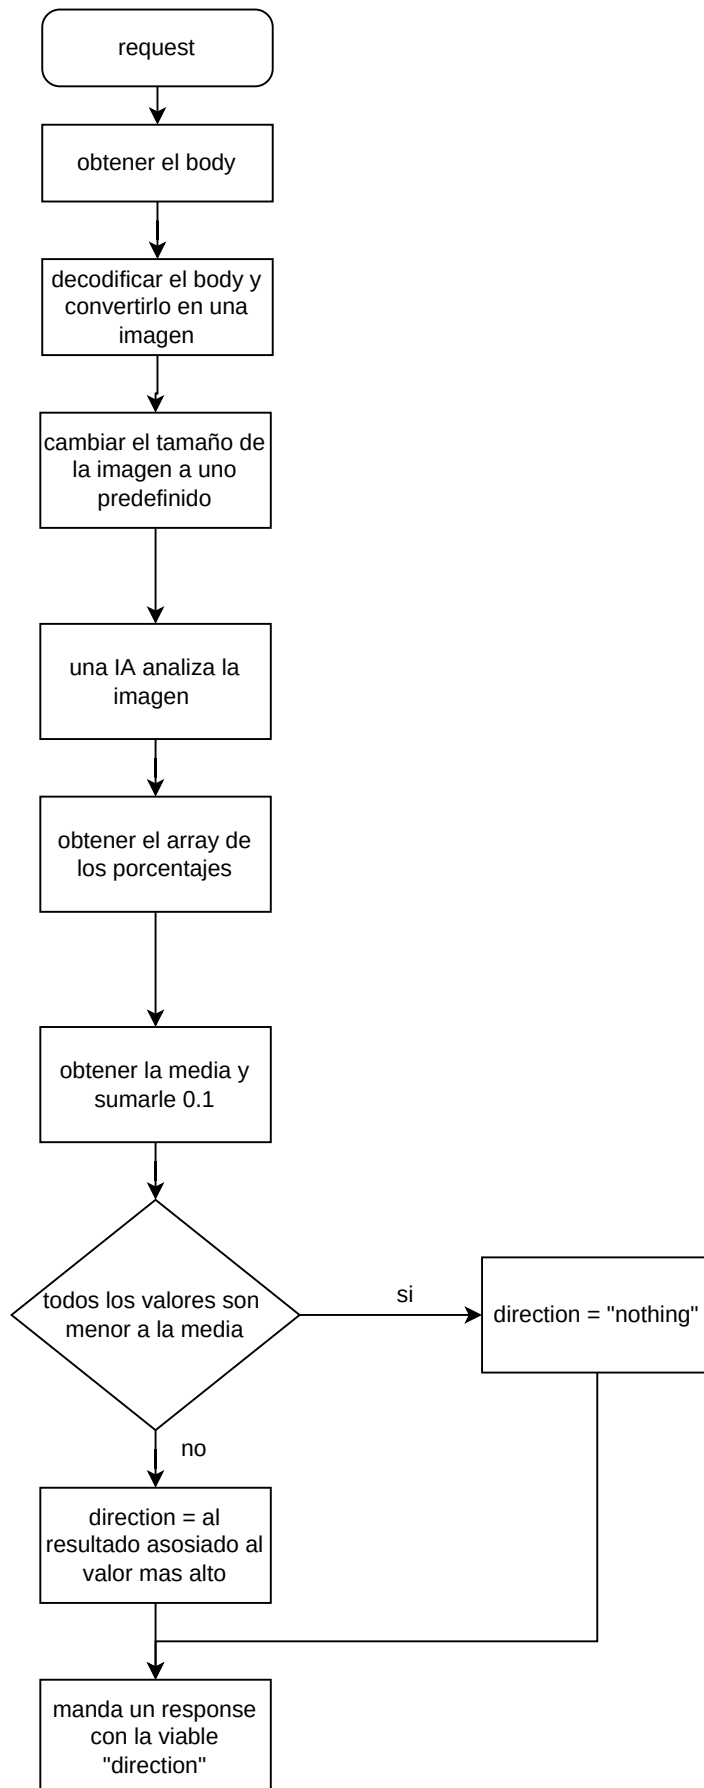 request
obtener el body
decodificar el body y
convertirlo en una
imagen
cambiar el tamaño de
la imagen a uno
predefinido
una IA analiza la
imagen
obtener el array de
los porcentajes
obtener la media y
sumarle 0.1
todos los valores son
menor a la media
si
direction = "nothing"
no
direction = al
resultado asosiado al
valor mas alto
manda un response
con la viable
"direction"